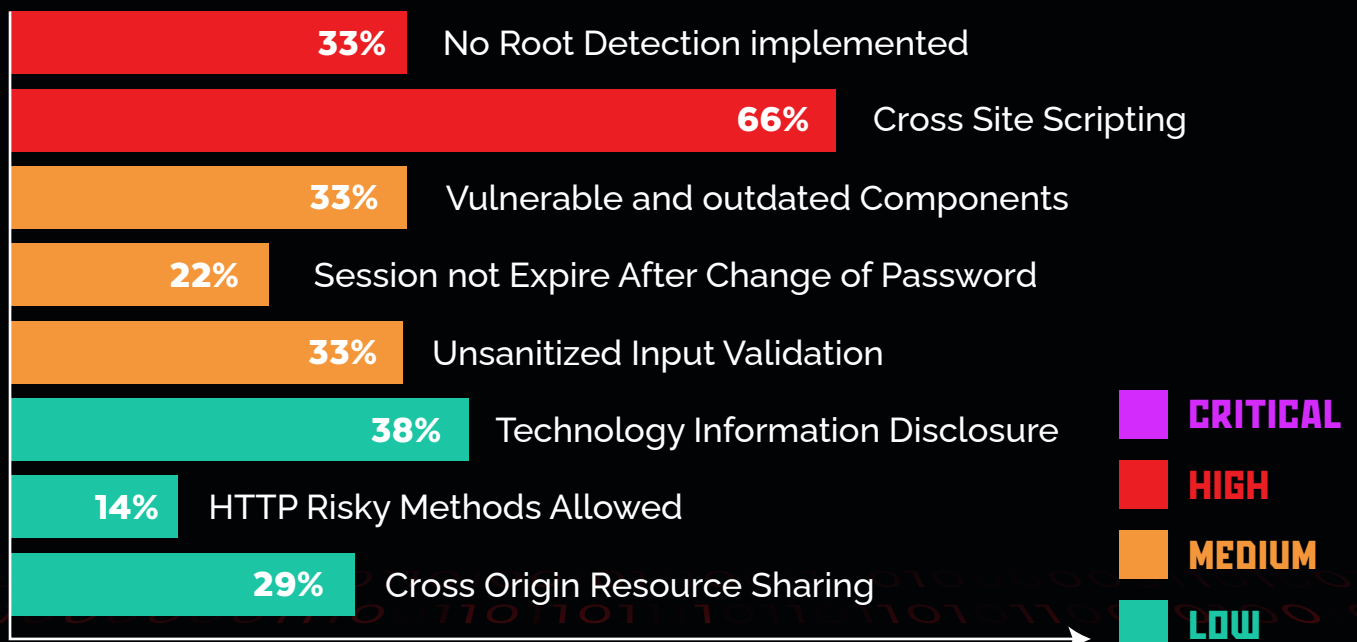 33% No Root Detection implemented
66% Cross Site Scripting
33% Vulnerable and outdated Components
22% Session not Expire After Change of Password
33% Unsanitized Input Validation
38% Technology Information Disclosure
14% HTTP Risky Methods Allowed
29% Cross Origin Resource Sharing
CRITICAL
HIGH
MEDIUM
LOW